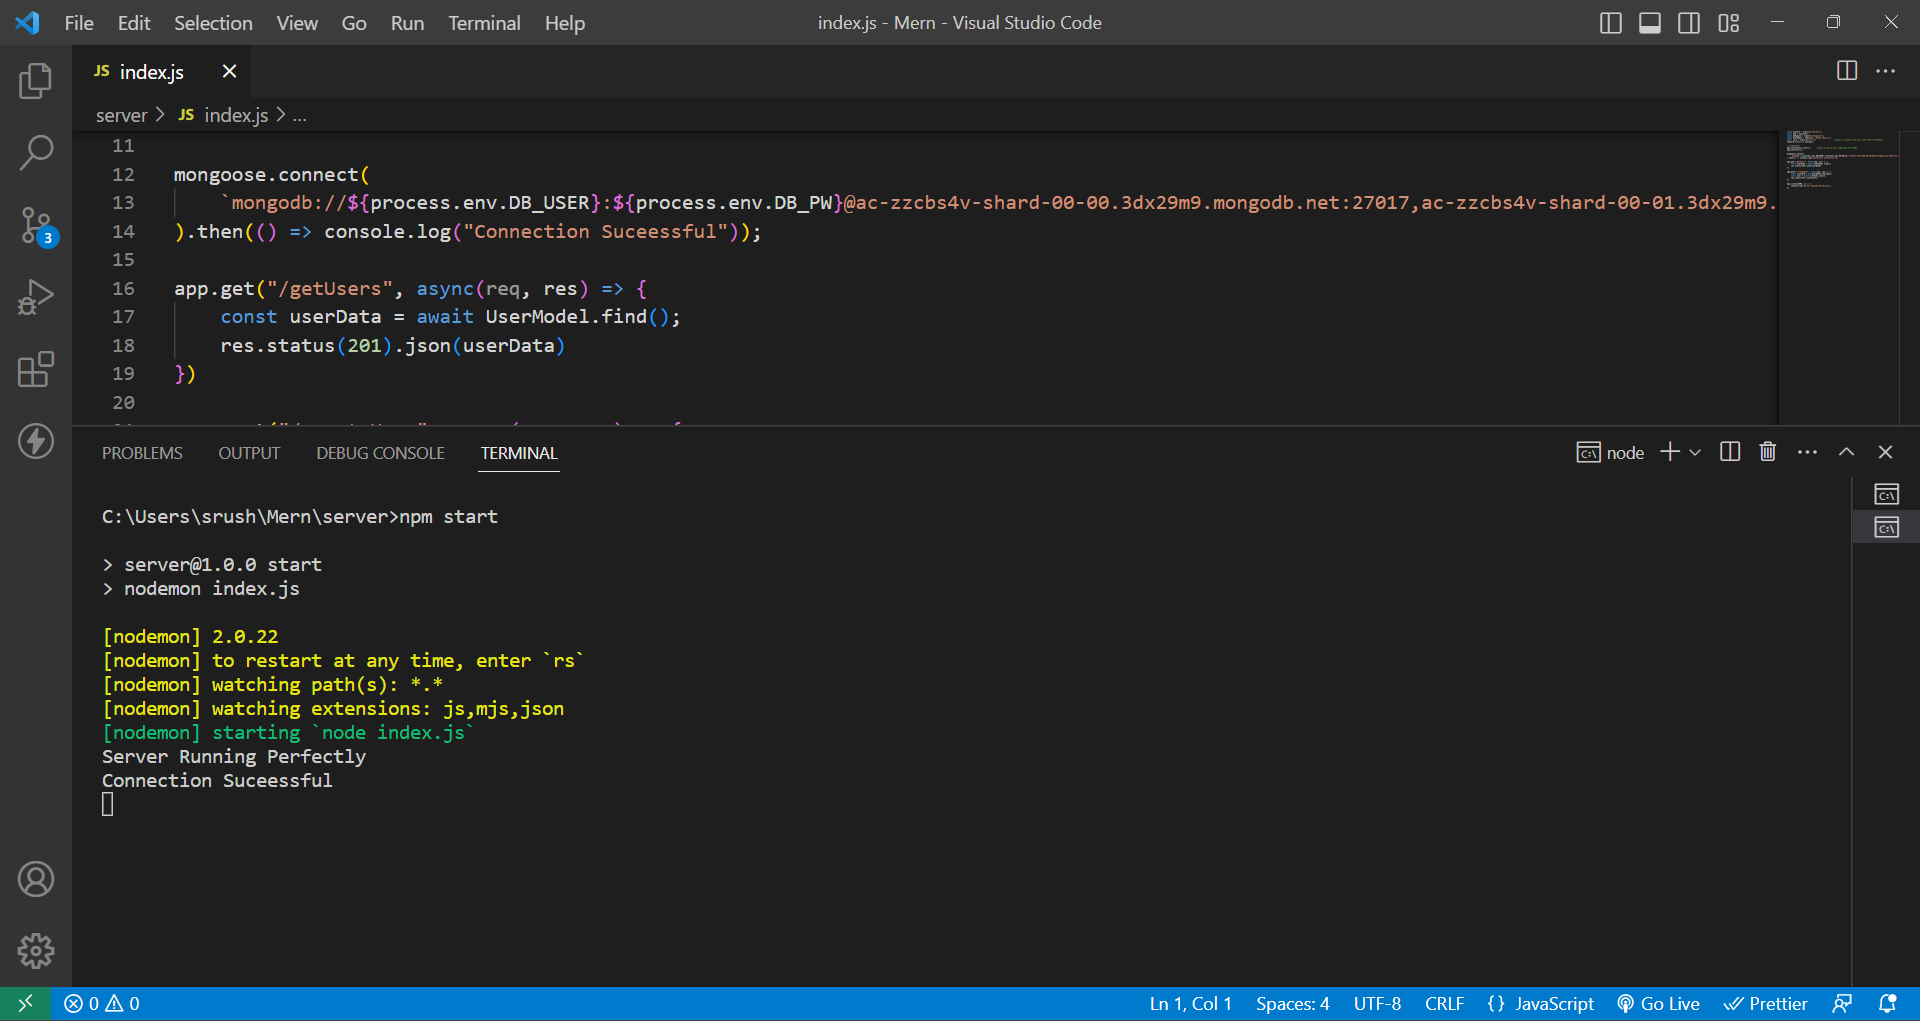 File Edit Selection View Go Run Terminal Help index.js - Mern - Visual Studio Code
JS index.js
server > JS index.js > ...
11
12 mongoose.connect(
13 `mongodb://${process.env.DB_USER}:${process.env.DB_PW}@ac-zzcbs4v-shard-00-00.3dx29m9.mongodb.net:27017,ac-zzcbs4v-shard-00-01.3dx29m9.
14 ).then(() => console.log("Connection Suceessful"));
15
16 app.get("/getUsers", async(req, res) => {
17 const userData = await UserModel.find();
18 res.status(201).json(userData)
19 })
20
3
PROBLEMS OUTPUT DEBUG CONSOLE TERMINAL node
C:\Users\srush\Mern\server>npm start
> server@1.0.0 start
> nodemon index.js
[nodemon] 2.0.22
[nodemon] to restart at any time, enter `rs`
[nodemon] watching path(s): *.*
[nodemon] watching extensions: js,mjs,json
[nodemon] starting `node index.js`
Server Running Perfectly
Connection Suceessful
0 0 Ln 1, Col 1 Spaces: 4 UTF-8 CRLF {} JavaScript Go Live Prettier